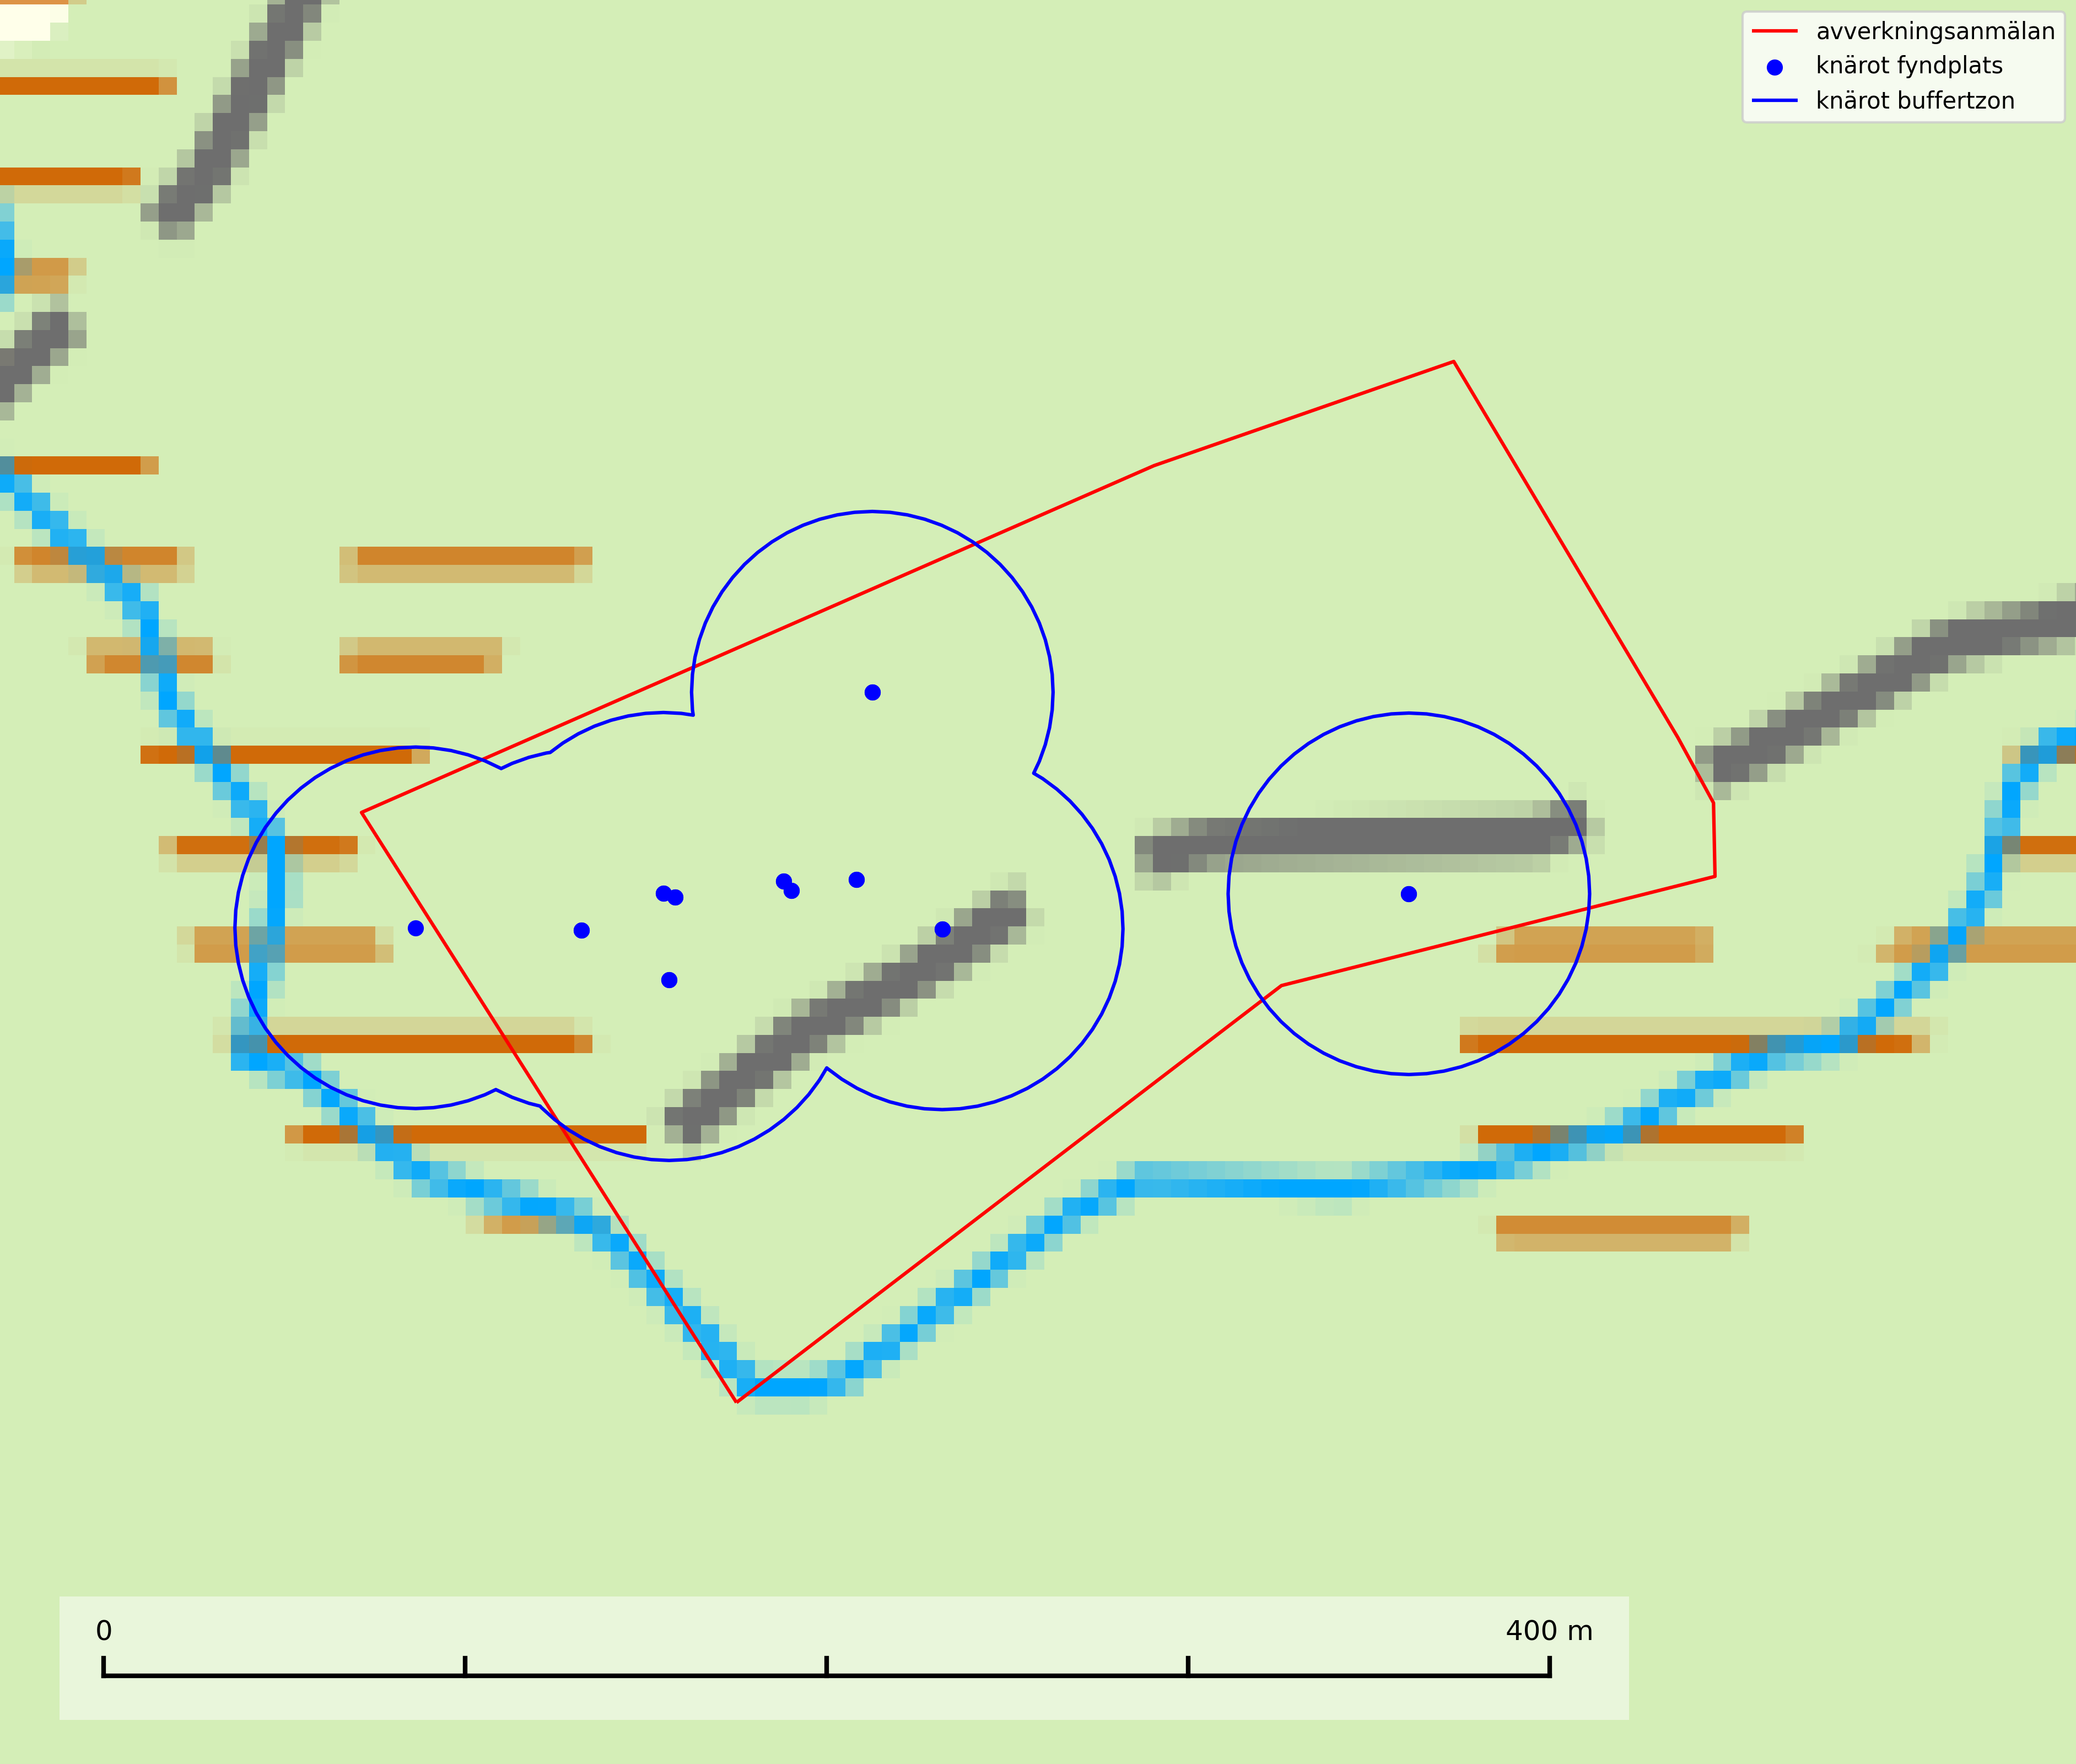 avverkningsanmälan
knärot fyndplats
knärot buffertzon
0
400 m